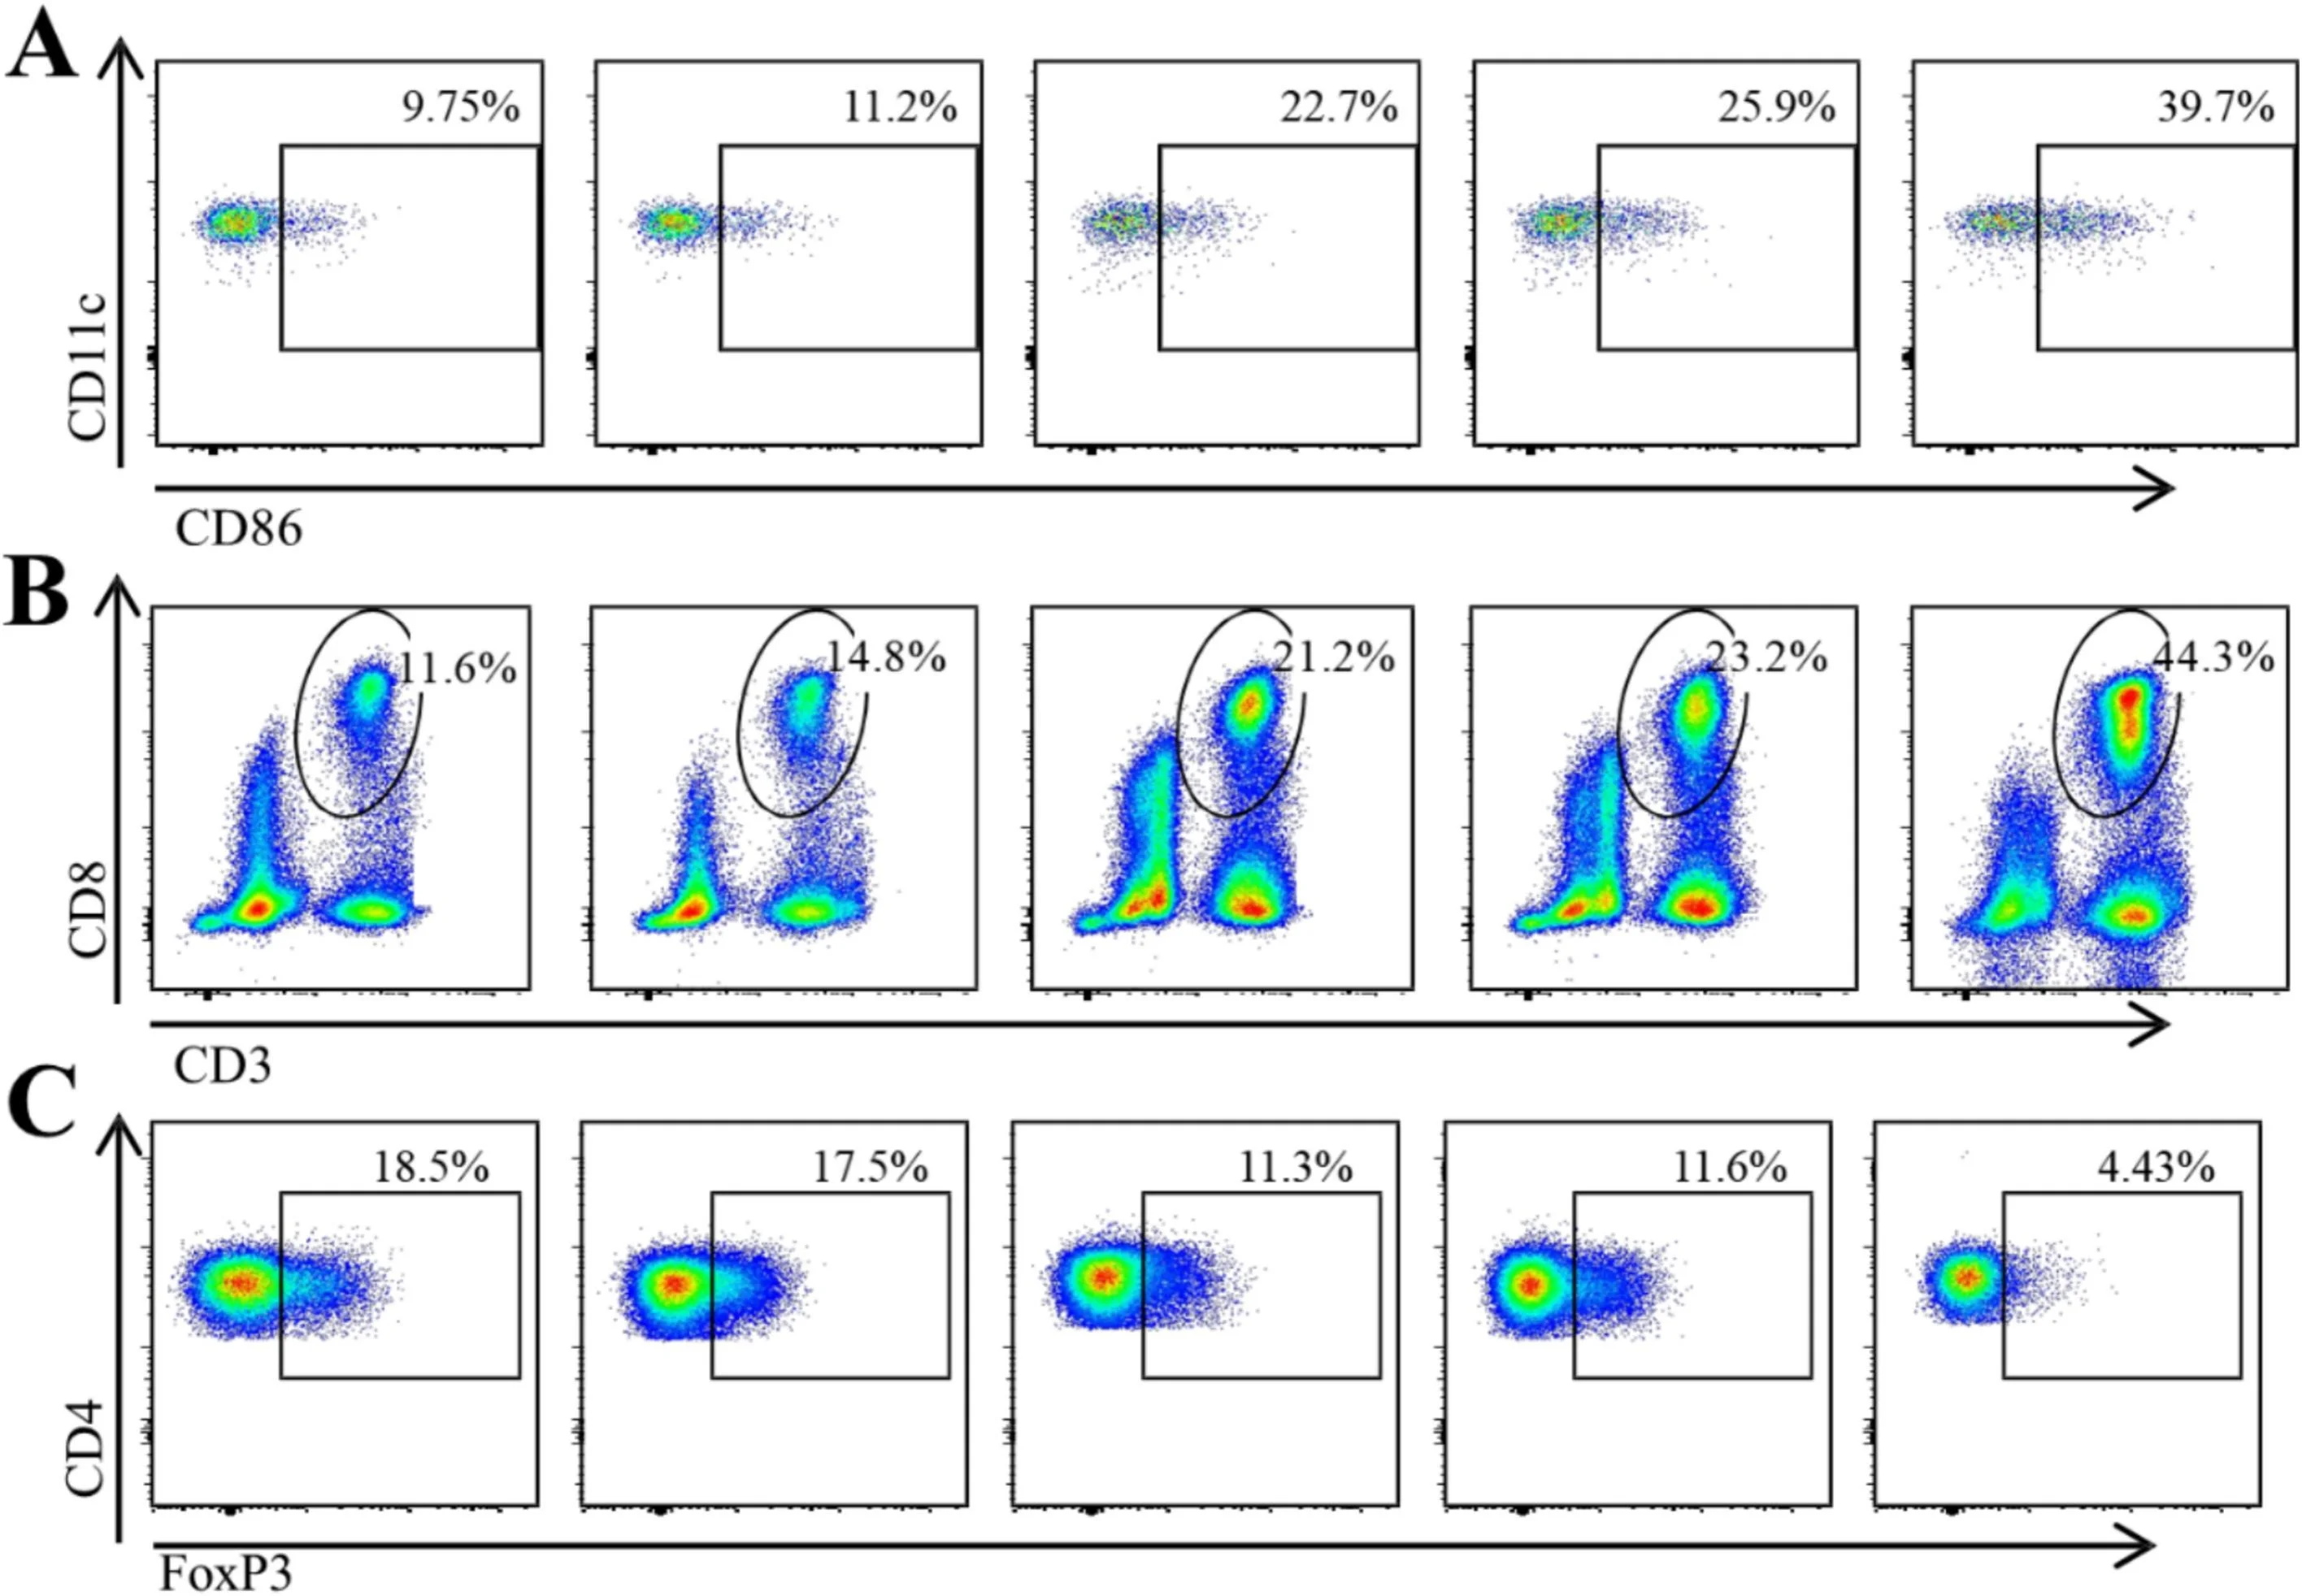 A
9.75% 11.2% 22.7% 25.9% 39.7%
CD11c
CD86
B
11.6% 14.8% 21.2% 23.2% 44.3%
CD8
CD3
C
18.5% 17.5% 11.3% 11.6% 4.43%
CD4
FoxP3